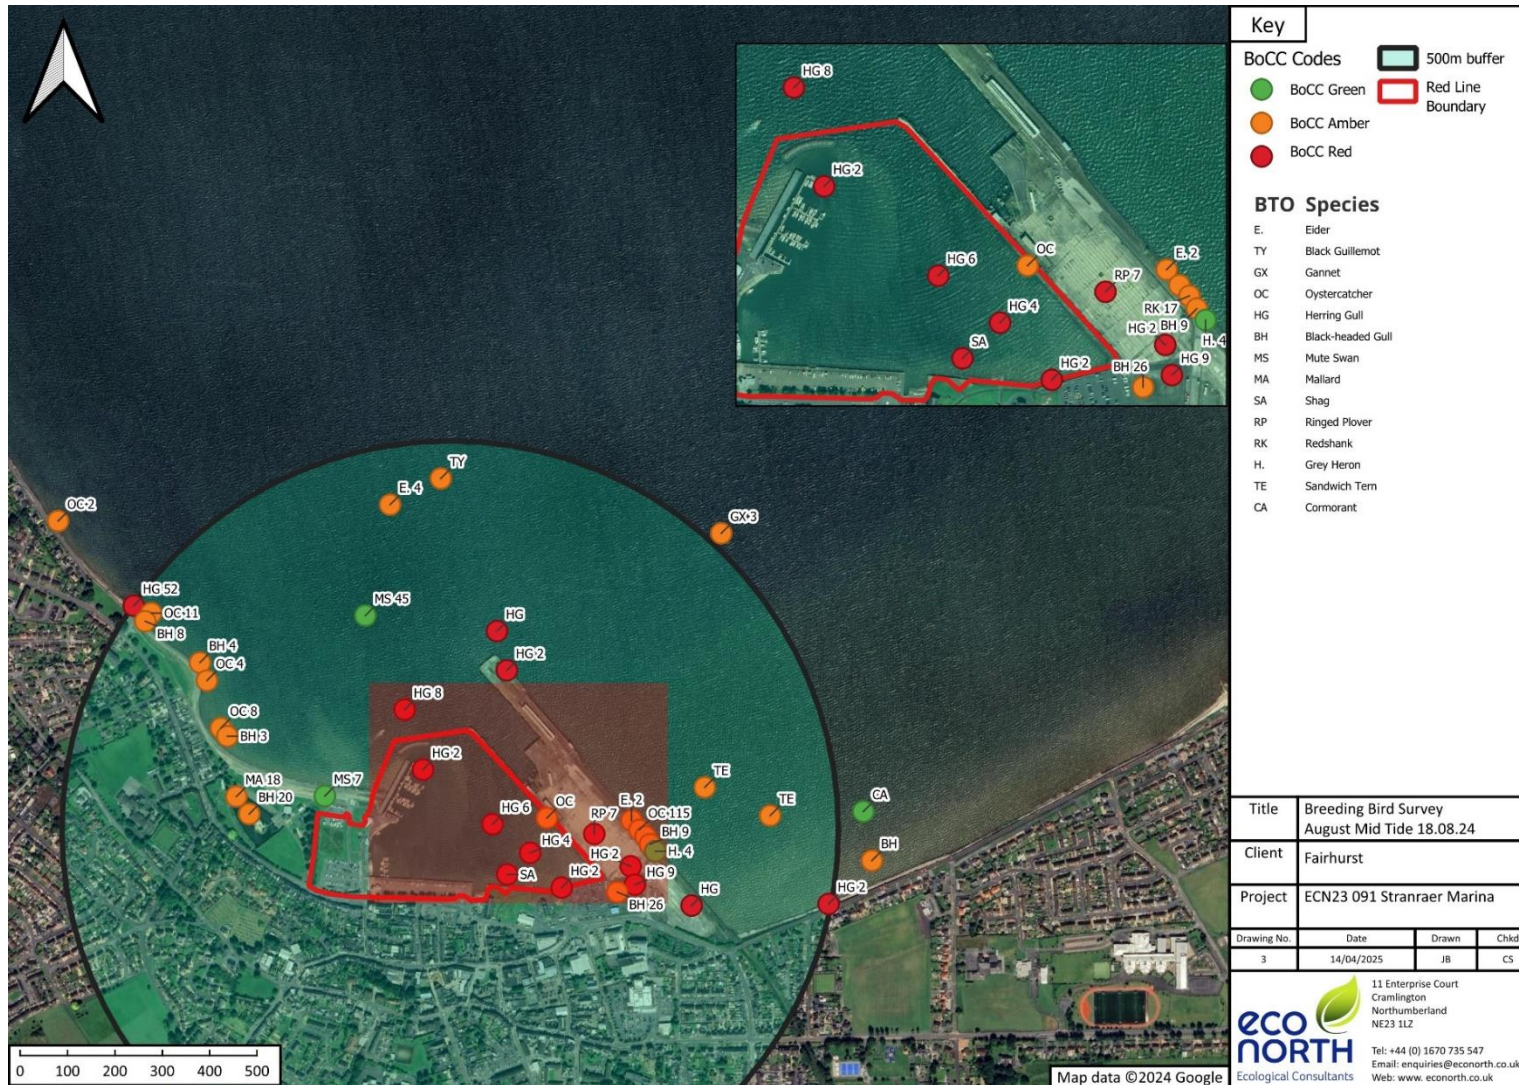 Key
BoCC Codes
BoCC Green
BoCC Amber
BoCC Red
500m buffer
Red Line
Boundary
BTO Species
E. Eider
TY Black Guillemot
GX Gannet
OC Oystercatcher
HG Herring Gull
BH Black-headed Gull
MS Mute Swan
MA Mallard
SA Shag
RP Ringed Plover
RK Redshank
H. Grey Heron
TE Sandwich Tern
CA Cormorant
HG 8
HG 2
HG 6
OC
E. 2
RP 7
HG 4
RK 17
HG 2 BH 9
H. 4
SA
HG 2
BH 26
HG 9
TY
E. 4
OC 2
GX 3
HG 52
OC 11
BH 8
MS 45
HG
BH 4
OC 4
HG 2
HG 8
OC 8
BH 3
HG 2
MA 18
MS 7
BH 20
TE
TE
CA
HG 6
OC
RP 7
E. 2
OC 115
BH 9
H. 4
HG 4
HG 2
BH
SA
HG 2
HG 9
BH 26
HG
HG 2
0 100 200 300 400 500
Map data ©2024 Google
Title
Breeding Bird Survey
August Mid Tide 18.08.24
Client
Fairhurst
Project
ECN23 091 Stranraer Marina
Drawing No. Date Drawn Chkd
3 14/04/2025 JB CS
eco
NORTH
Ecological Consultants
11 Enterprise Court
Cramlington
Northumberland
NE23 1LZ
Tel: +44 (0) 1670 735 547
Email: enquiries@econorth.co.uk
Web: www. econorth.co.uk